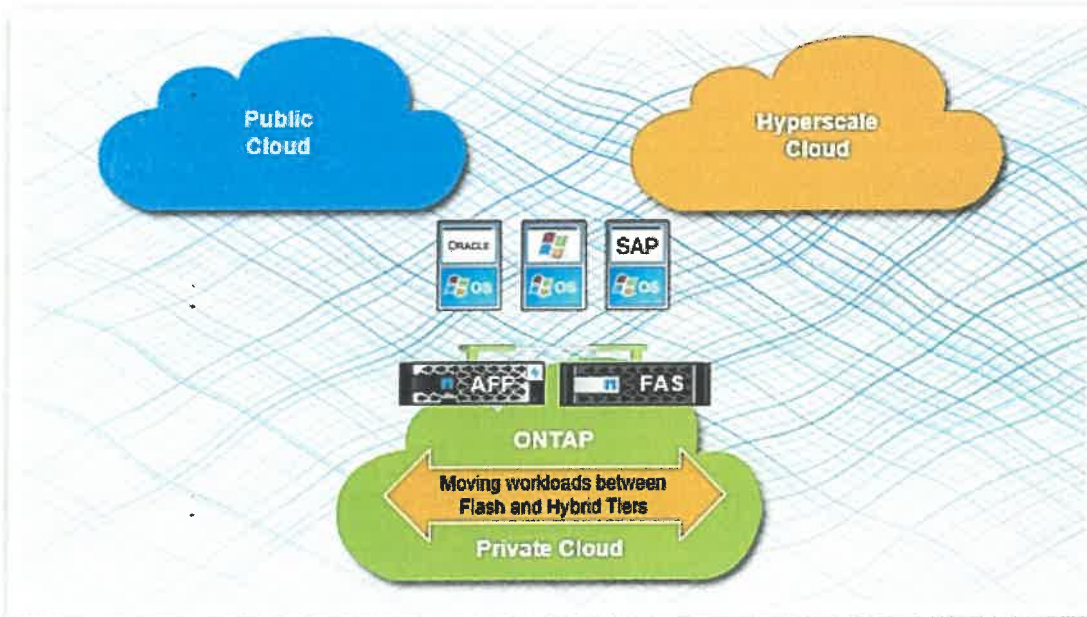 Public
Cloud
Hyperscale
Cloud
ORACLE
SAP
OS
OS
OS
AFF
FAS
ONTAP
Moving workloads between
Flash and Hybrid Tiers
Private Cloud